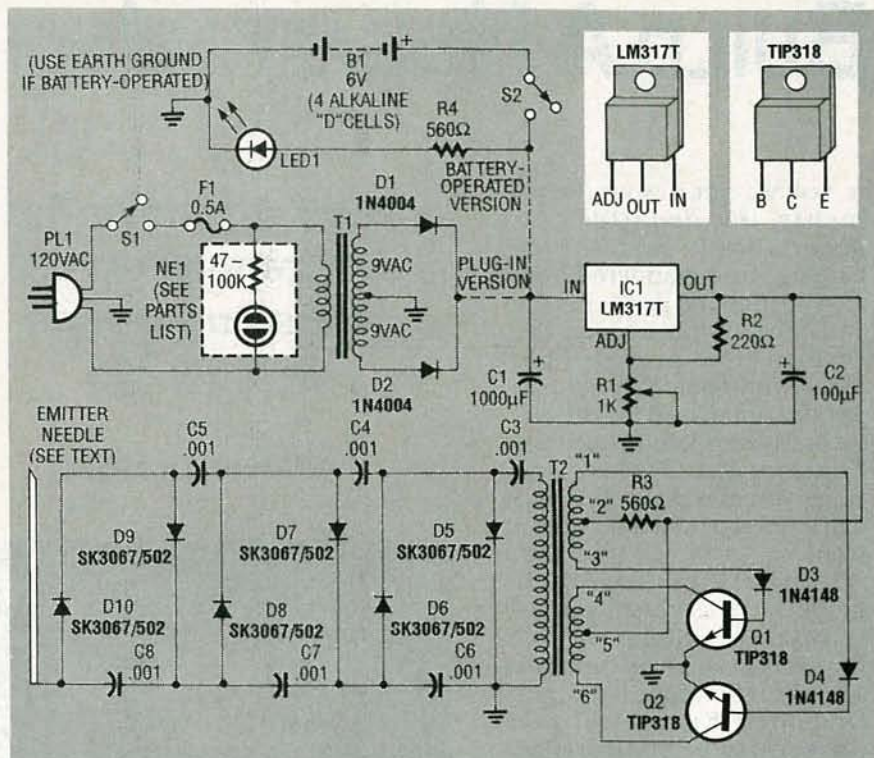 (USE EARTH GROUND
IF BATTERY-OPERATED)
B1
6V
(4 ALKALINE
"D" CELLS)
S2
R4
560Ω
LED1
BATTERY-
OPERATED
VERSION
LM317T
ADJ
OUT
IN
TIP318
B
C
E
PL1
120VAC
S1
F1
0.5A
NE1
(SEE
PARTS
LIST)
47 –
100K
T1
D1
1N4004
9VAC
9VAC
D2
1N4004
PLUG-IN
VERSION
IN
IC1
LM317T
OUT
ADJ
R2
220Ω
R1
1K
C1
1000µF
+
C2
100µF
+
+
EMITTER
NEEDLE
(SEE TEXT)
C5
.001
C4
.001
C3
.001
D9
SK3067/502
D7
SK3067/502
D5
SK3067/502
D10
SK3067/502
D8
SK3067/502
D6
SK3067/502
C8
.001
C7
.001
C6
.001
T2
"1"
"2"
"3"
"4"
"5"
"6"
R3
560Ω
D3
1N4148
Q1
TIP318
D4
1N4148
Q2
TIP318